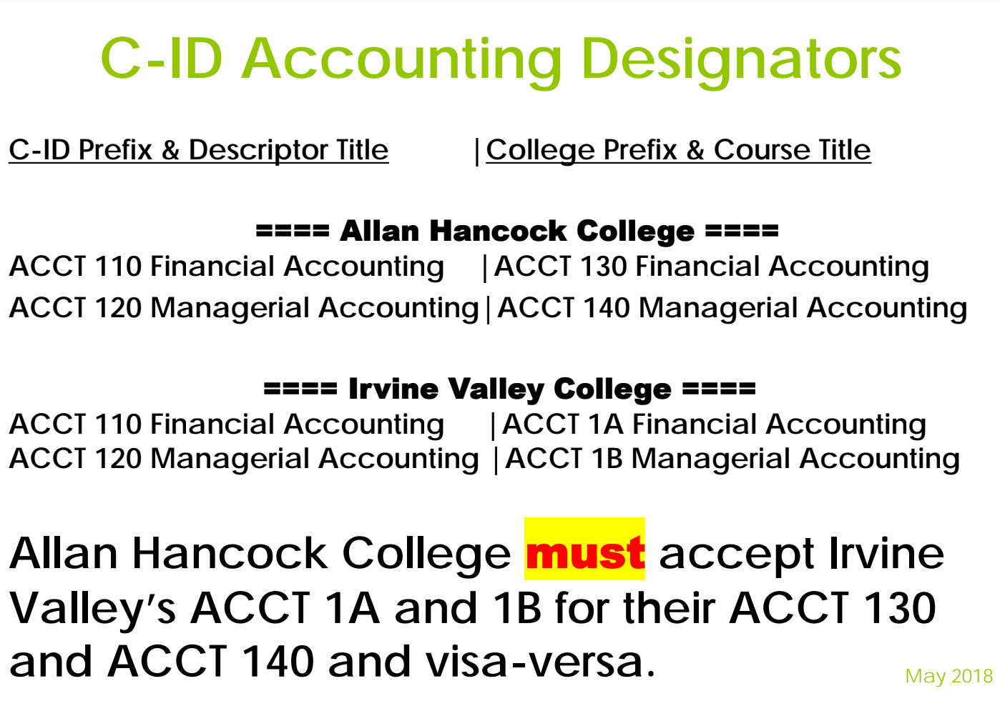 C-ID Accounting Designators
C-ID Prefix & Descriptor Title |College Prefix & Course Title
==== Allan Hancock College ====
ACCT 110 Financial Accounting |ACCT 130 Financial Accounting
ACCT 120 Managerial Accounting|ACCT 140 Managerial Accounting
==== Irvine Valley College ====
ACCT 110 Financial Accounting |ACCT 1A Financial Accounting
ACCT 120 Managerial Accounting |ACCT 1B Managerial Accounting
Allan Hancock College must accept Irvine
Valley’s ACCT 1A and 1B for their ACCT 130
and ACCT 140 and visa-versa.
May 2018